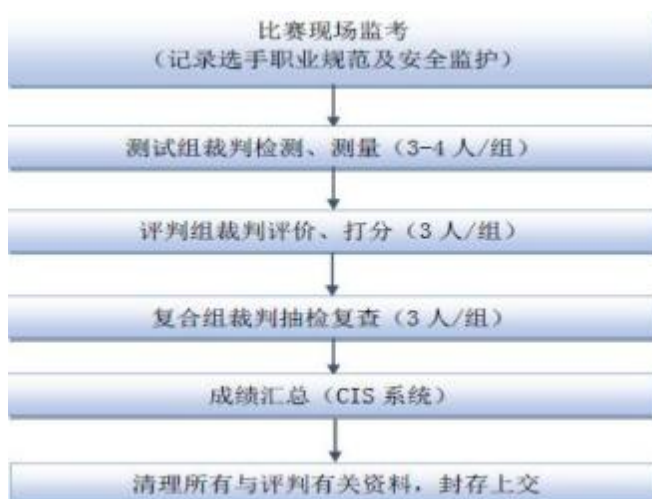 比赛现场监考
（记录选手职业规范及安全监护）
测试组裁判检测、测量（3-4 人/组）
评判组裁判评价、打分（3 人/组）
复合组裁判抽检复查（3 人/组）
成绩汇总（CIS 系统）
清理所有与评判有关资料，封存上交